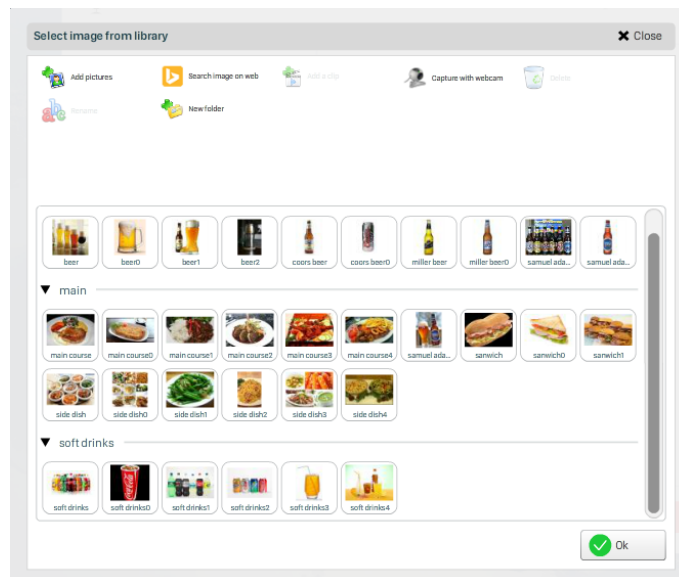 Select image from library
Close
Add pictures
Search image on web
Add a clip
Capture with webcam
Delete
Rename
New folder
beer
beer0
beer1
beer2
coors beer
coors beer0
miller beer
miller beer0
samuel ada...
samuel ada...
main
main course
main course0
main course1
main course2
main course3
main course4
samuel ada...
sanwich
sanwich0
sanwich1
side dish
side dish0
side dish1
side dish2
side dish3
side dish4
soft drinks
soft drinks
soft drinks0
soft drinks1
soft drinks2
soft drinks3
soft drinks4
Ok